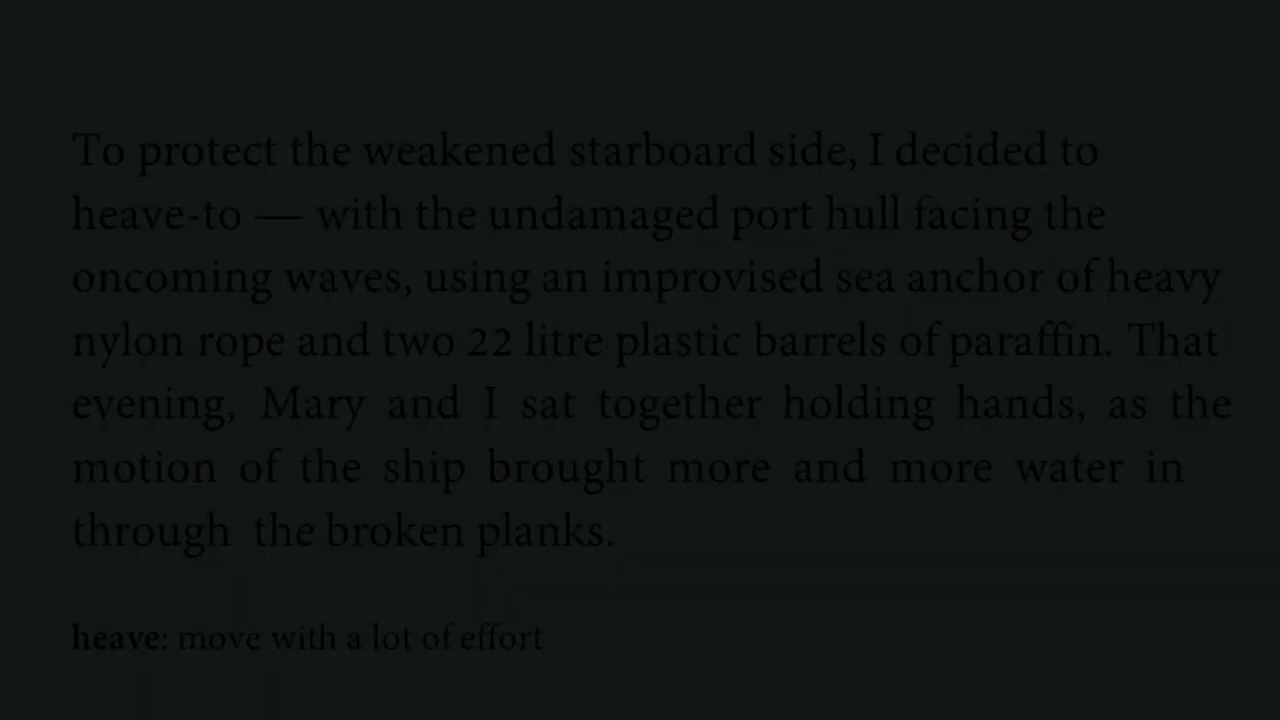 To protect the weakened starboard side, I decided to
heave-to — with the undamaged port hull facing the
oncoming waves, using an improvised sea anchor of heavy
nylon rope and two 22 litre plastic barrels of paraffin. That
evening, Mary and I sat together holding hands, as the
motion of the ship brought more and more water in
through the broken planks.
heave: move with a lot of effort